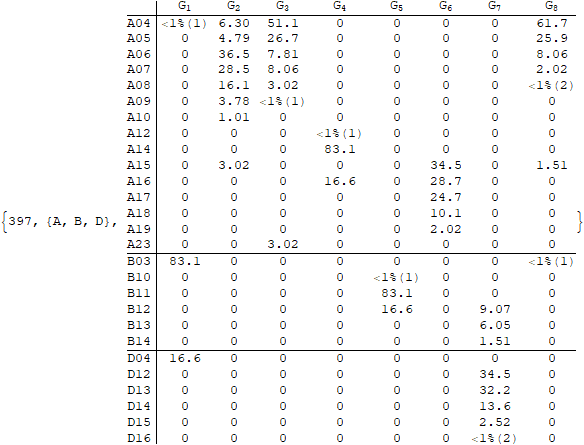 G₁ G₂ G₃ G₄ G₅ G₆ G₇ G₈
A04 <1%(1) 6.30 51.1 0 0 0 0 61.7
A05 0 4.79 26.7 0 0 0 0 25.9
A06 0 36.5 7.81 0 0 0 0 8.06
A07 0 28.5 8.06 0 0 0 0 2.02
A08 0 16.1 3.02 0 0 0 0 <1%(2)
A09 0 3.78 <1%(1) 0 0 0 0 0
A10 0 1.01 0 0 0 0 0 0
A12 0 0 0 <1%(1) 0 0 0 0
A14 0 0 0 83.1 0 0 0 0
A15 0 3.02 0 0 0 34.5 0 1.51
A16 0 0 0 16.6 0 28.7 0 0
A17 0 0 0 0 0 24.7 0 0
A18 0 0 0 0 0 10.1 0 0
A19 0 0 0 0 0 2.02 0 0
{397, {A, B, D}, }
A23 0 0 3.02 0 0 0 0 0
B03 83.1 0 0 0 0 0 0 <1%(1)
B10 0 0 0 0 <1%(1) 0 0 0
B11 0 0 0 0 83.1 0 0 0
B12 0 0 0 0 16.6 0 9.07 0
B13 0 0 0 0 0 0 6.05 0
B14 0 0 0 0 0 0 1.51 0
D04 16.6 0 0 0 0 0 0 0
D12 0 0 0 0 0 0 34.5 0
D13 0 0 0 0 0 0 32.2 0
D14 0 0 0 0 0 0 13.6 0
D15 0 0 0 0 0 0 2.52 0
D16 0 0 0 0 0 0 <1%(2) 0